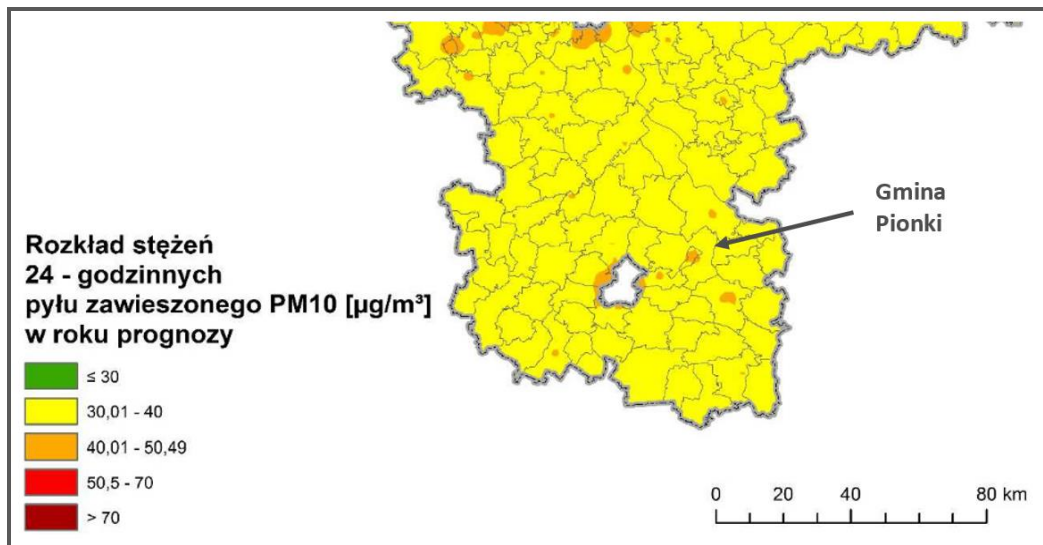 Gmina
Pionki
Rozkład stężeń
24 - godzinnych
pyłu zawieszonego PM10 [µg/m³]
w roku prognozy
≤ 30
30,01 - 40
40,01 - 50,49
50,5 - 70
> 70
0 20 40 80 km